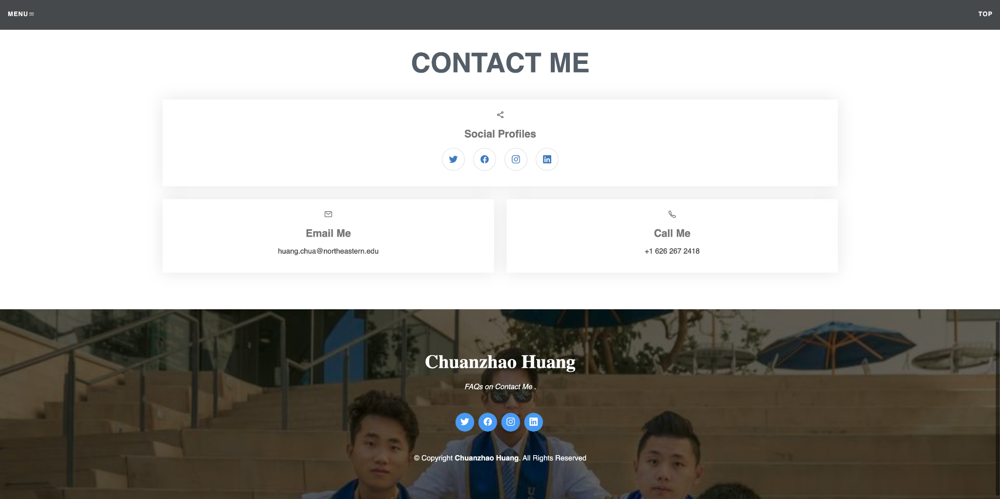 MENU
TOP
CONTACT ME
Social Profiles
Email Me
huang.chua@northeastern.edu
Call Me
+1 626 267 2418
Chuanzhao Huang
FAQs on Contact Me .
© Copyright Chuanzhao Huang. All Rights Reserved